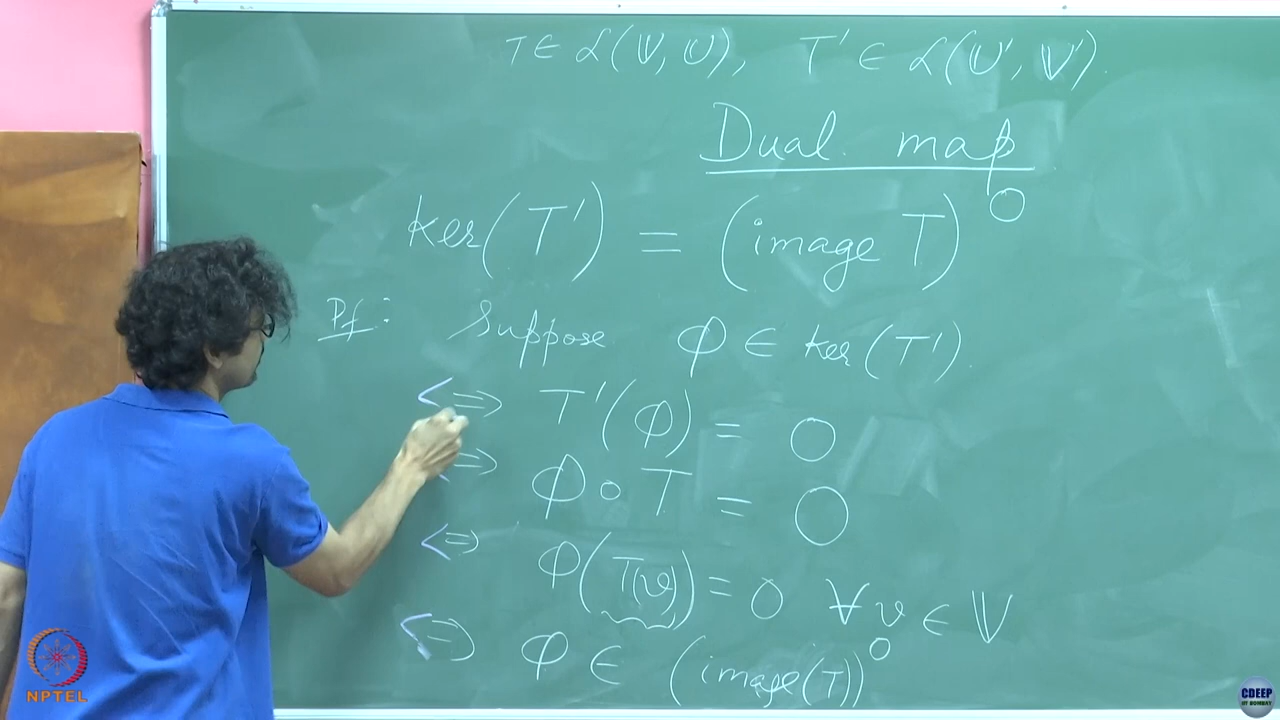 T ∈ ℒ(𝕍, 𝕌), T' ∈ ℒ(𝕌', 𝕍').
Dual map
ker(T') = (image T)⁰
Pf: Suppose φ ∈ ker(T').
⇔ T'(φ) = 0
⇔ φ ∘ T = 0
⇔ φ(T(v)) = 0 ∀ v ∈ 𝕍
⇔ φ ∈ (image(T))⁰
NPTEL
CDEEP
IIT BOMBAY